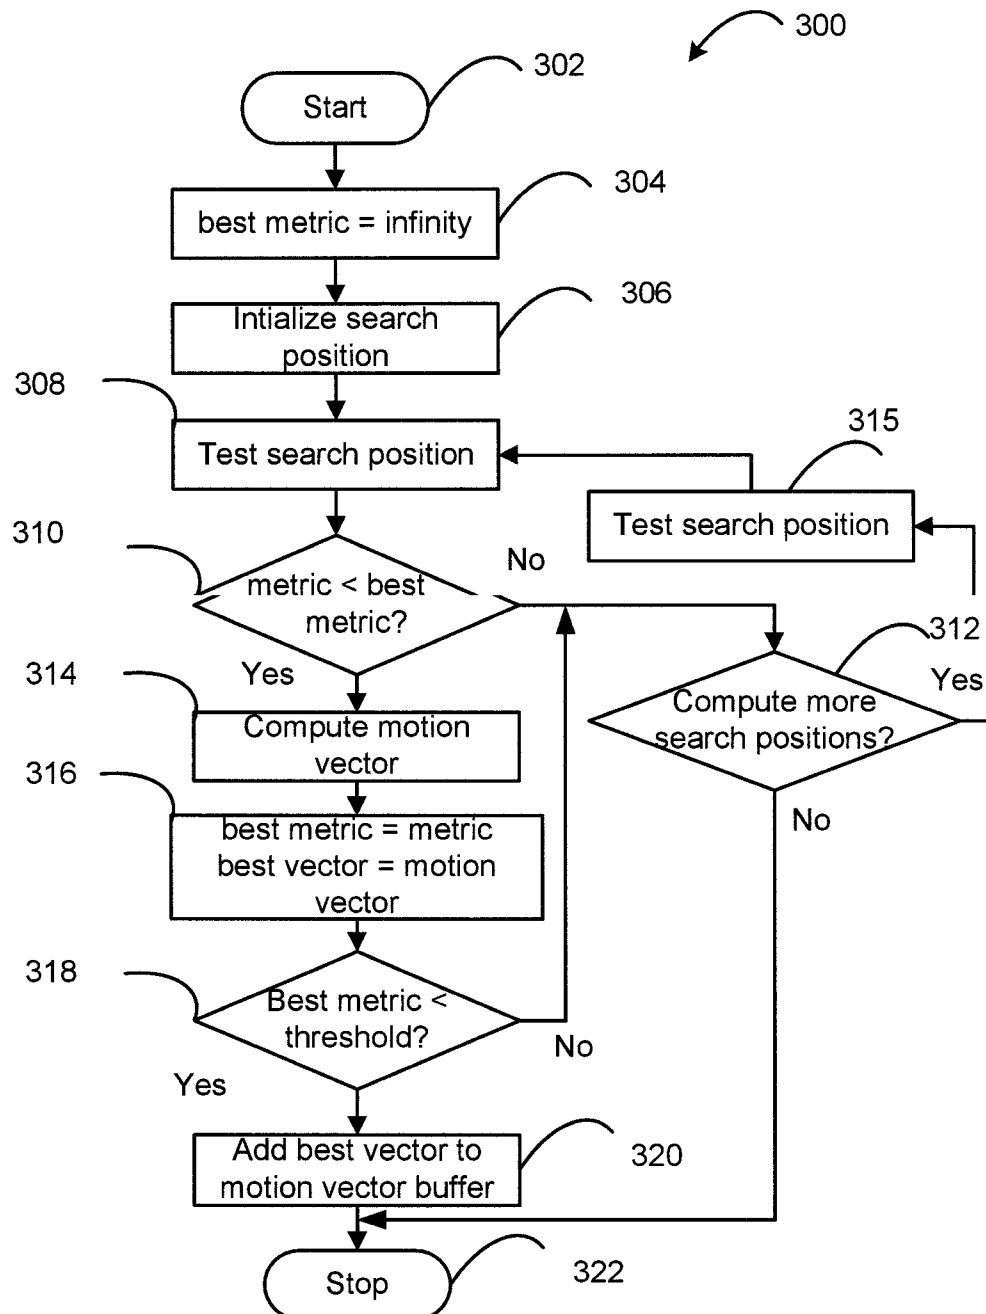 300
302
Start
304
best metric = infinity
306
Intialize search
position
308
Test search position
315
Test search position
310
No
metric < best
metric?
312
Yes
Compute more
search positions?
No
Yes
314
Compute motion
vector
316
best metric = metric
best vector = motion
vector
318
Best metric <
threshold?
No
Yes
Add best vector to
motion vector buffer
320
Stop
322